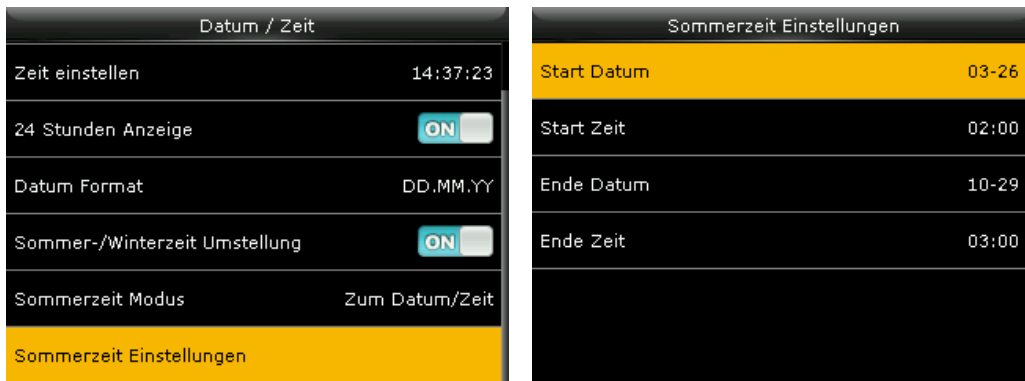 Datum / Zeit
Zeit einstellen 14:37:23
24 Stunden Anzeige ON
Datum Format DD.MM.YY
Sommer-/Winterzeit Umstellung ON
Sommerzeit Modus Zum Datum/Zeit
Sommerzeit Einstellungen
Sommerzeit Einstellungen
Start Datum 03-26
Start Zeit 02:00
Ende Datum 10-29
Ende Zeit 03:00